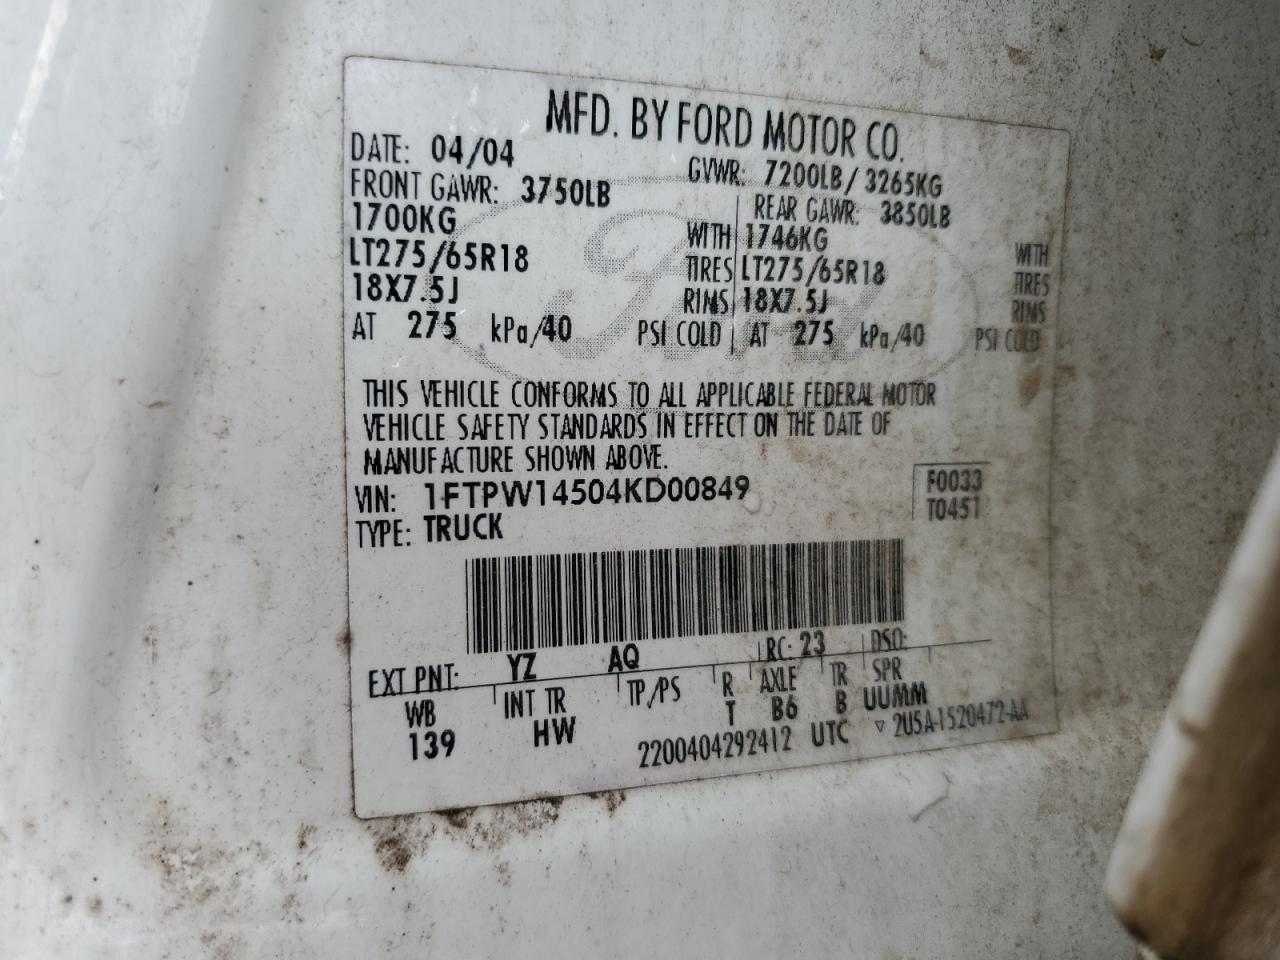 MFD. BY FORD MOTOR CO.
DATE: 04/04 GVWR: 7200LB/ 3265KG
FRONT GAWR: 3750LB REAR GAWR: 3850LB
1700KG WITH 1746KG WITH
LT275/65R18 TIRES LT275/65R18 TIRES
18X7.5J RIMS 18X7.5J RIMS
AT 275 kPa/40 PSI COLD AT 275 kPa/40 PSI COLD
Ford
THIS VEHICLE CONFORMS TO ALL APPLICABLE FEDERAL MOTOR
VEHICLE SAFETY STANDARDS IN EFFECT ON THE DATE OF
MANUFACTURE SHOWN ABOVE.
VIN: 1FTPW14504KD00849 F0033
TYPE: TRUCK T0451
EXT PNT: YZ AQ RC: 23 DSO:
WB INT TR TP/PS R AXLE TR SPR
139 HW T B6 B UUMM
2200404292412 UTC ▽ 2U5A-1520472-AA